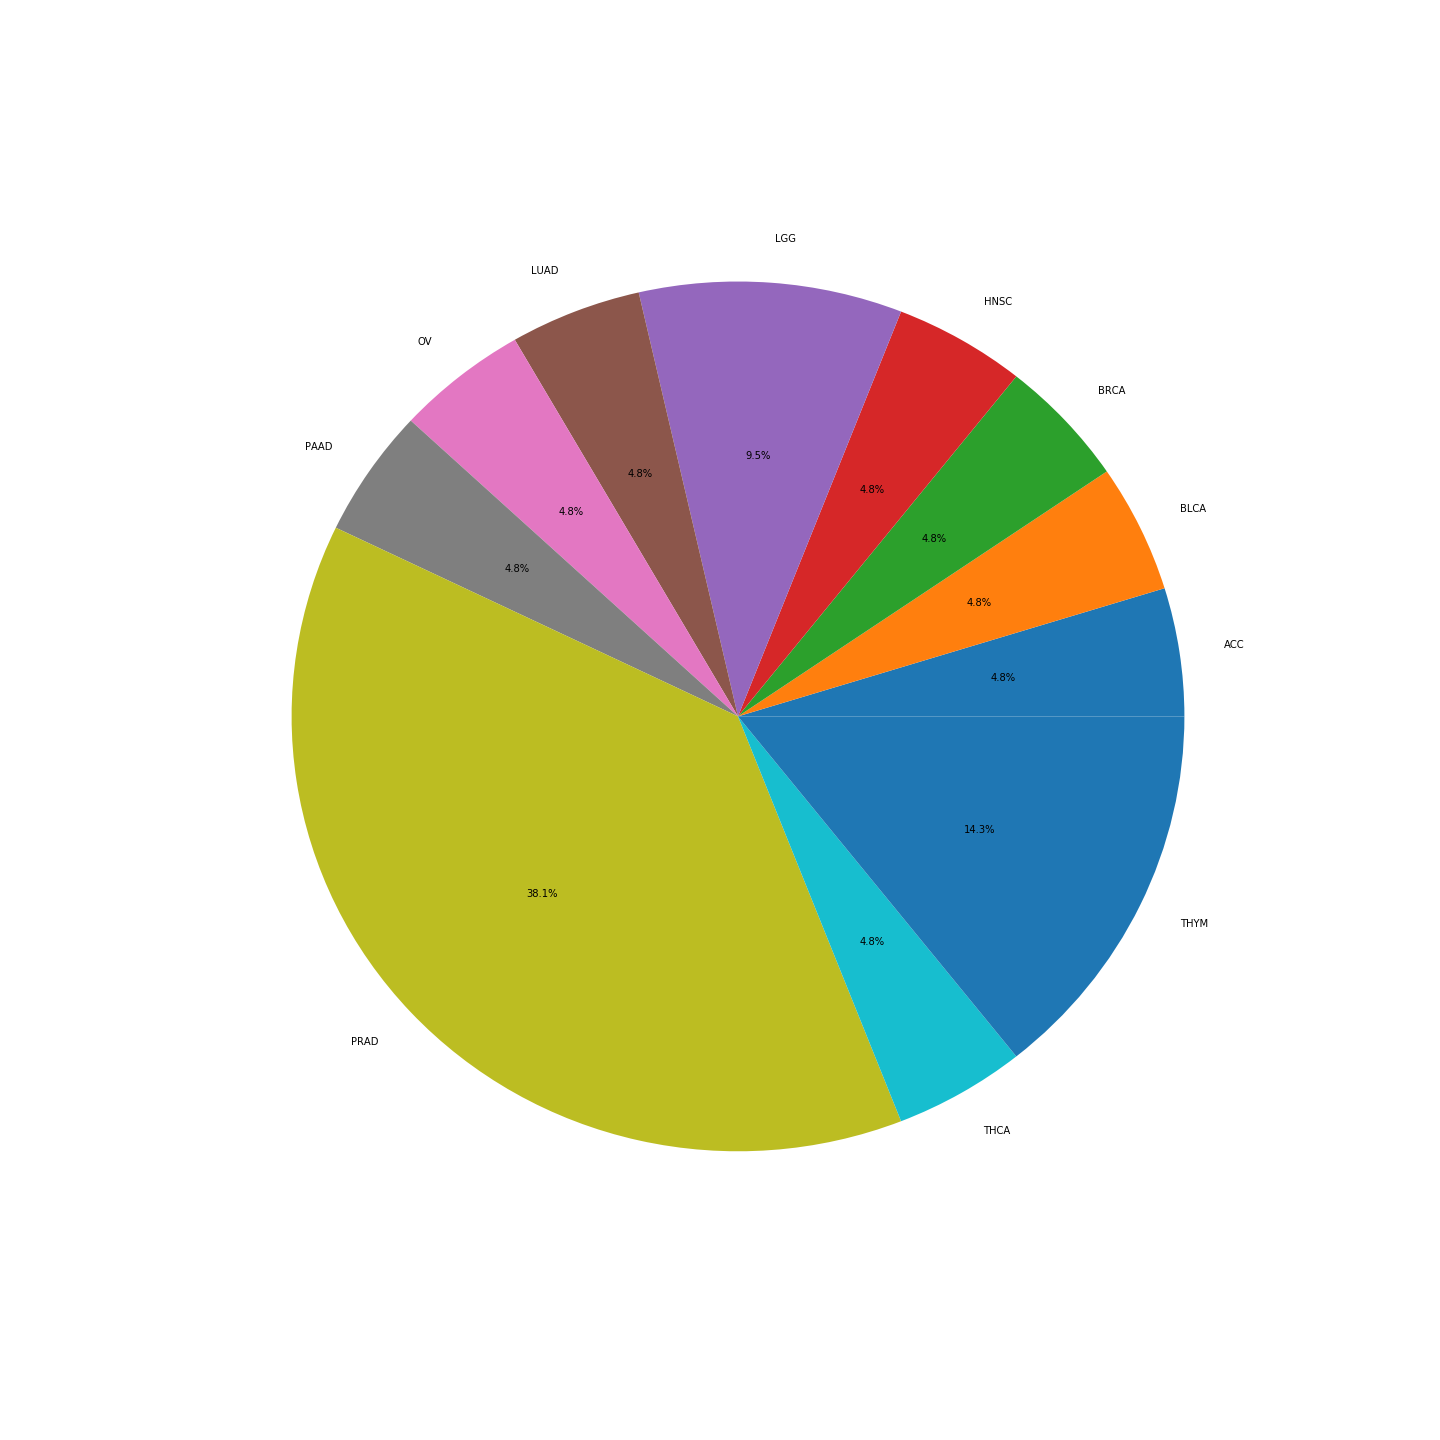 LGG
LUAD
HNSC
OV
BRCA
PAAD
9.5%
4.8%
4.8%
BLCA
4.8%
4.8%
4.8%
4.8%
ACC
4.8%
14.3%
38.1%
THYM
4.8%
PRAD
THCA